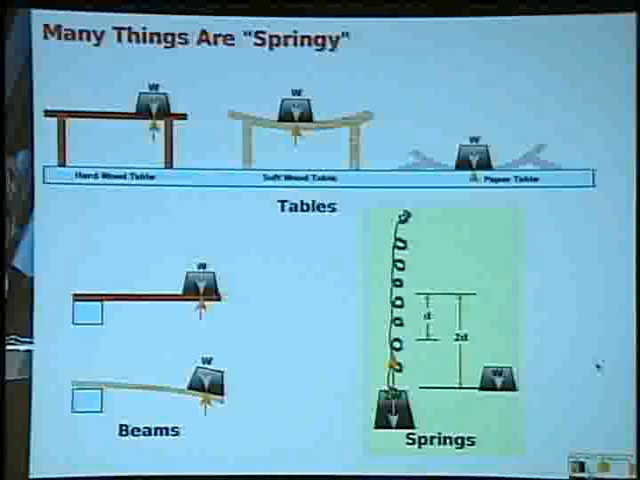 Many Things Are "Springy"
W
W
W
Hard Wood Table
Soft Wood Table
Paper Table
Tables
W
d
2d
W
W
Beams
Springs